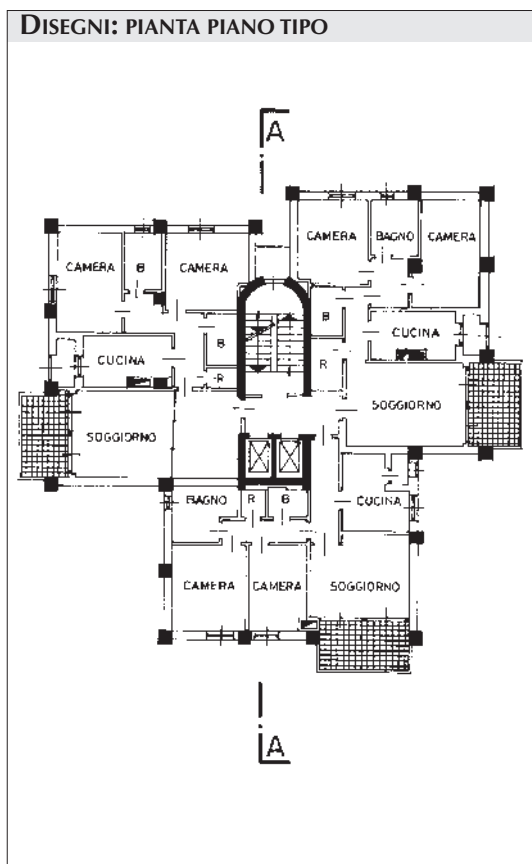 DISEGNI: PIANTA PIANO TIPO
A
CAMERA BAGNO CAMERA
CAMERA B CAMERA
B
CUCINA
B
CUCINA
R
R
SOGGIORNO
SOGGIORNO
BAGNO R B CUCINA
CAMERA CAMERA SOGGIORNO
A